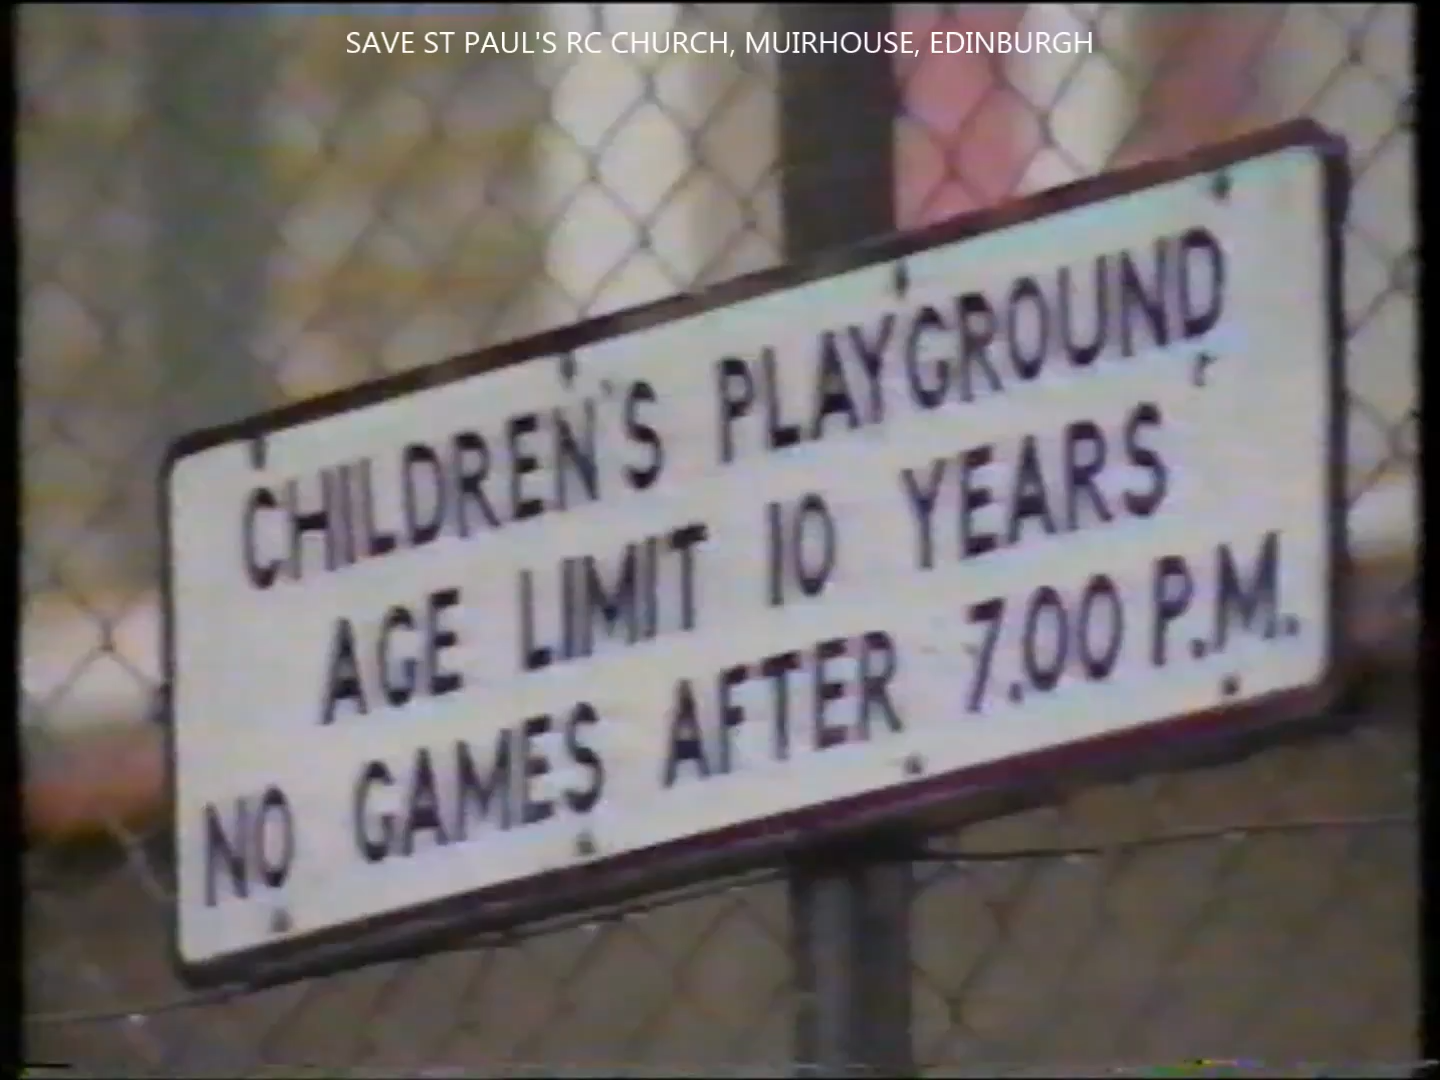 SAVE ST PAUL'S RC CHURCH, MUIRHOUSE, EDINBURGH
CHILDREN'S PLAYGROUND
AGE LIMIT 10 YEARS
NO GAMES AFTER 7.00 P.M.